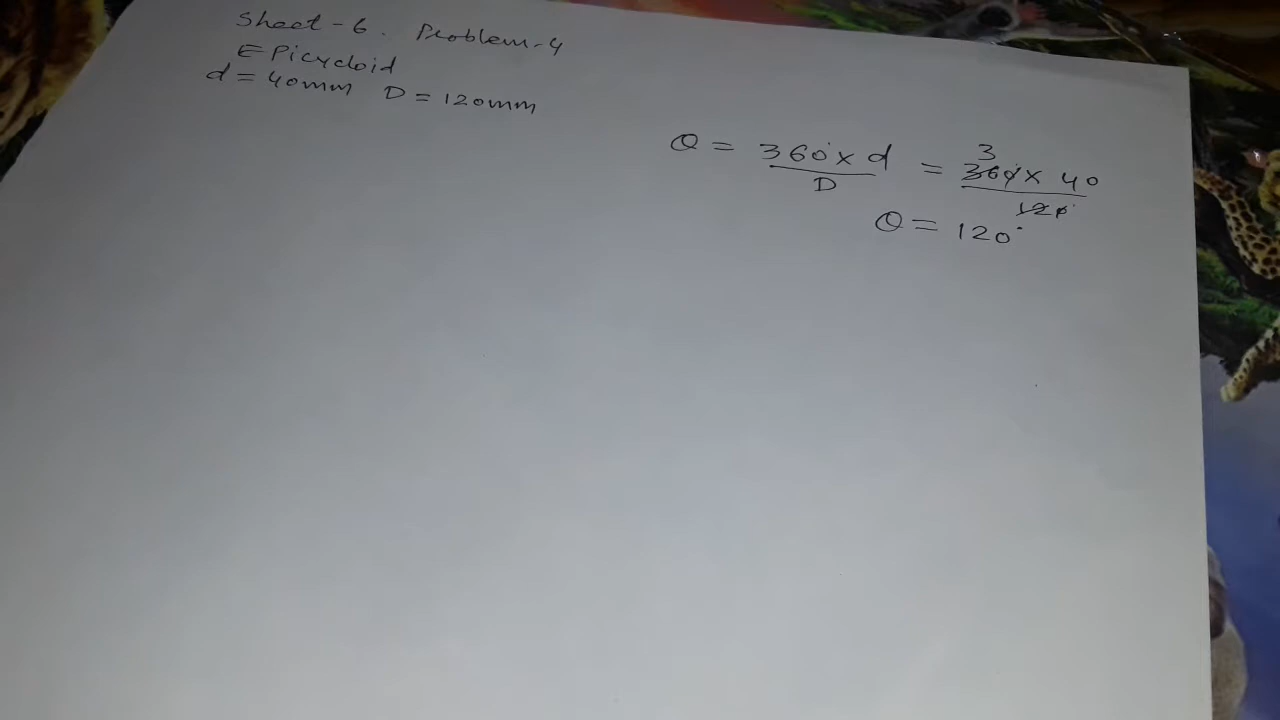 Sheet-6. Problem-4
EPicycloid
d = 40mm D = 120mm
θ = 360° x d / D = 3 360° x 40 / 120
θ = 120°